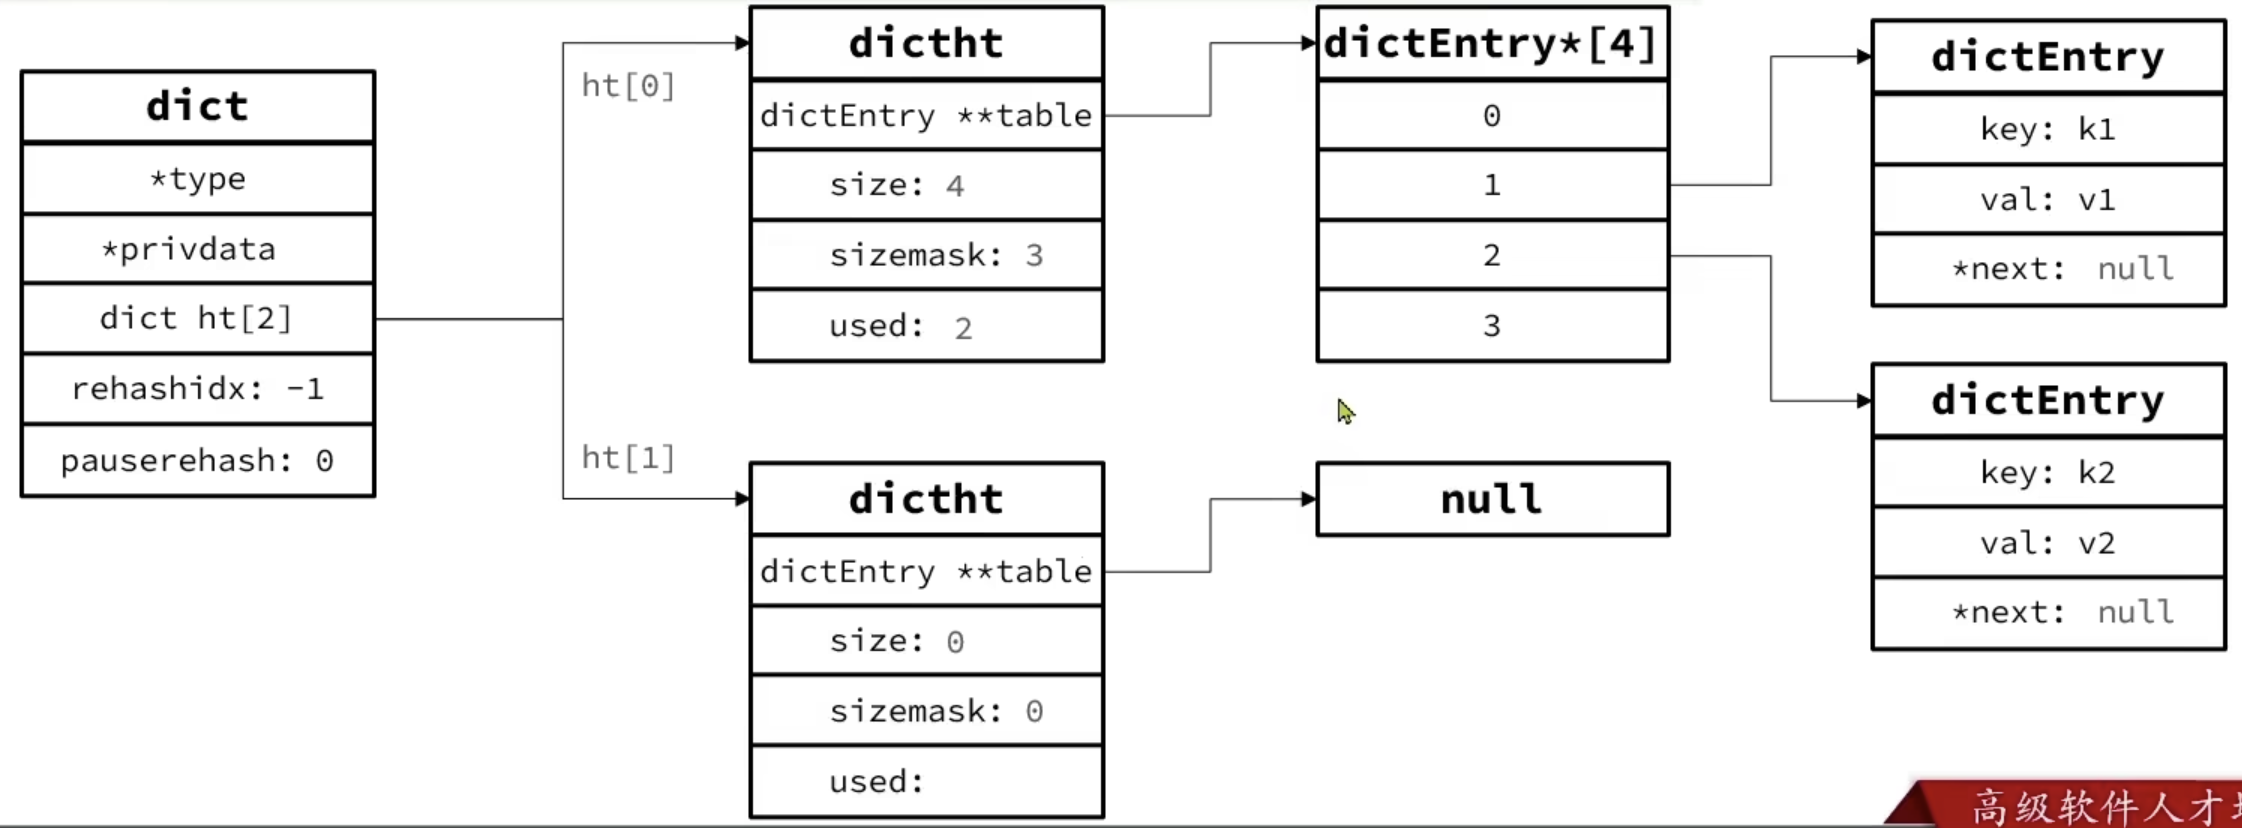 dict
*type
*privdata
dict ht[2]
rehashidx: -1
pauserehash: 0
ht[0]
dictht
dictEntry **table
size: 4
sizemask: 3
used: 2
dictEntry*[4]
0
1
2
3
dictEntry
key: k1
val: v1
*next: null
dictEntry
key: k2
val: v2
*next: null
ht[1]
dictht
dictEntry **table
size: 0
sizemask: 0
used:
null
高级软件人才